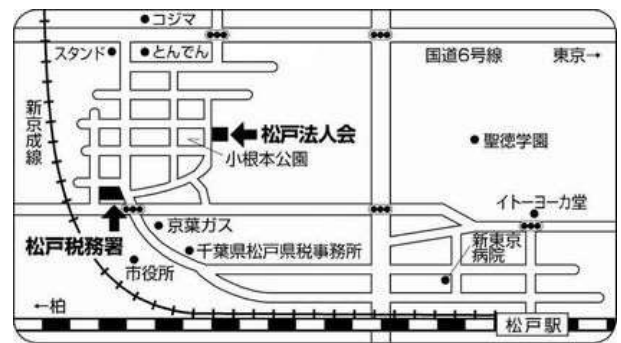 コジマ
スタンド
とんでん
国道6号線
東京→
新京成線
松戸法人会
小根本公園
聖徳学園
イトーヨーカ堂
京葉ガス
松戸税務署
千葉県松戸県税事務所
新東京
病院
市役所
←柏
松戸駅